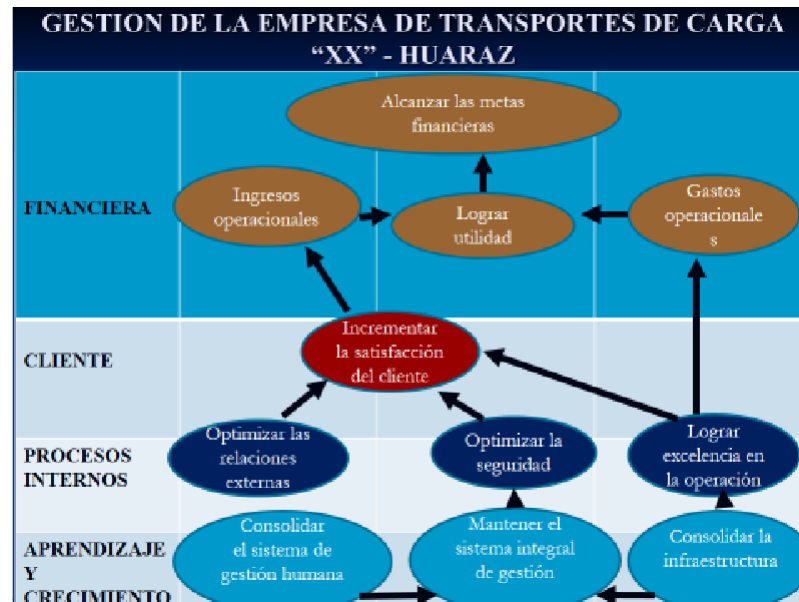 GESTION DE LA EMPRESA DE TRANSPORTES DE CARGA
“XX” - HUARAZ
Alcanzar las metas
financieras
FINANCIERA
Ingresos
operacionales
Lograr
utilidad
Gastos
operacionale
s
CLIENTE
Incrementar
la satisfacción
del cliente
PROCESOS
INTERNOS
Optimizar las
relaciones
externas
Optimizar la
seguridad
Lograr
excelencia en
la operación
APRENDIZAJE
Y
CRECIMIENTO
Consolidar
el sistema de
gestión humana
Mantener el
sistema integral
de gestión
Consolidar la
infraestructura